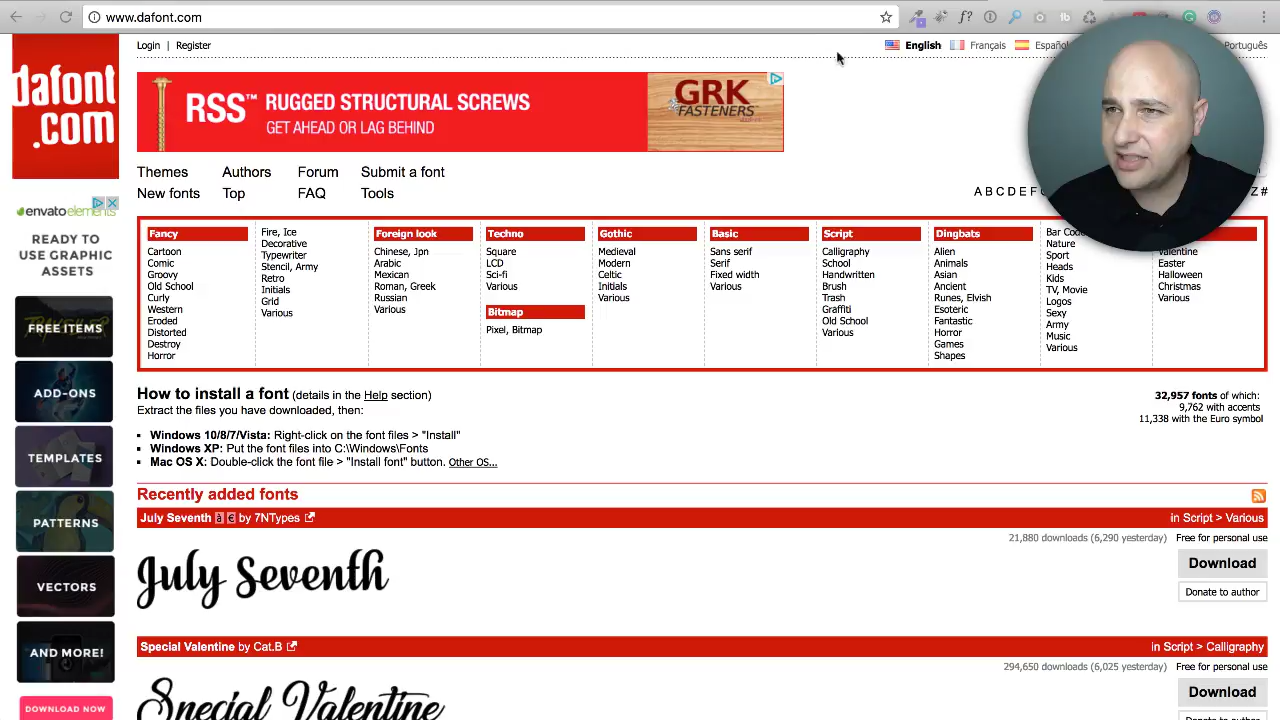 www.dafont.com
f?
lb
Login | Register
English Français Español Português
dafont
.com
RSS™ RUGGED STRUCTURAL SCREWS
GET AHEAD OR LAG BEHIND
GRK
FASTENERS™
Themes Authors Forum Submit a font
New fonts Top FAQ Tools
A B C D E F Z #
envatoelements
READY TO
USE GRAPHIC
ASSETS
FREE ITEMS
ADD-ONS
TEMPLATES
PATTERNS
VECTORS
AND MORE!
DOWNLOAD NOW
Fancy
Cartoon
Comic
Groovy
Old School
Curly
Western
Eroded
Distorted
Destroy
Horror
Fire, Ice
Decorative
Typewriter
Stencil, Army
Retro
Initials
Grid
Various
Foreign look
Chinese, Jpn
Arabic
Mexican
Roman, Greek
Russian
Various
Techno
Square
LCD
Sci-fi
Various
Bitmap
Pixel, Bitmap
Gothic
Medieval
Modern
Celtic
Initials
Various
Basic
Sans serif
Serif
Fixed width
Various
Script
Calligraphy
School
Handwritten
Brush
Trash
Graffiti
Old School
Various
Dingbats
Alien
Animals
Asian
Ancient
Runes, Elvish
Esoteric
Fantastic
Horror
Games
Shapes
Bar Code
Nature
Sport
Heads
Kids
TV, Movie
Logos
Sexy
Army
Music
Various
Valentine
Easter
Halloween
Christmas
Various
How to install a font (details in the Help section)
Extract the files you have downloaded, then:
Windows 10/8/7/Vista: Right-click on the font files > "Install"
Windows XP: Put the font files into C:\Windows\Fonts
Mac OS X: Double-click the font file > "Install font" button. Other OS...
32,957 fonts of which:
9,762 with accents
11,338 with the Euro symbol
Recently added fonts
July Seventh à € by 7NTypes in Script > Various
21,880 downloads (6,290 yesterday) Free for personal use
July Seventh
Download
Donate to author
Special Valentine by Cat.B in Script > Calligraphy
294,650 downloads (6,025 yesterday) Free for personal use
Special Valentine
Download